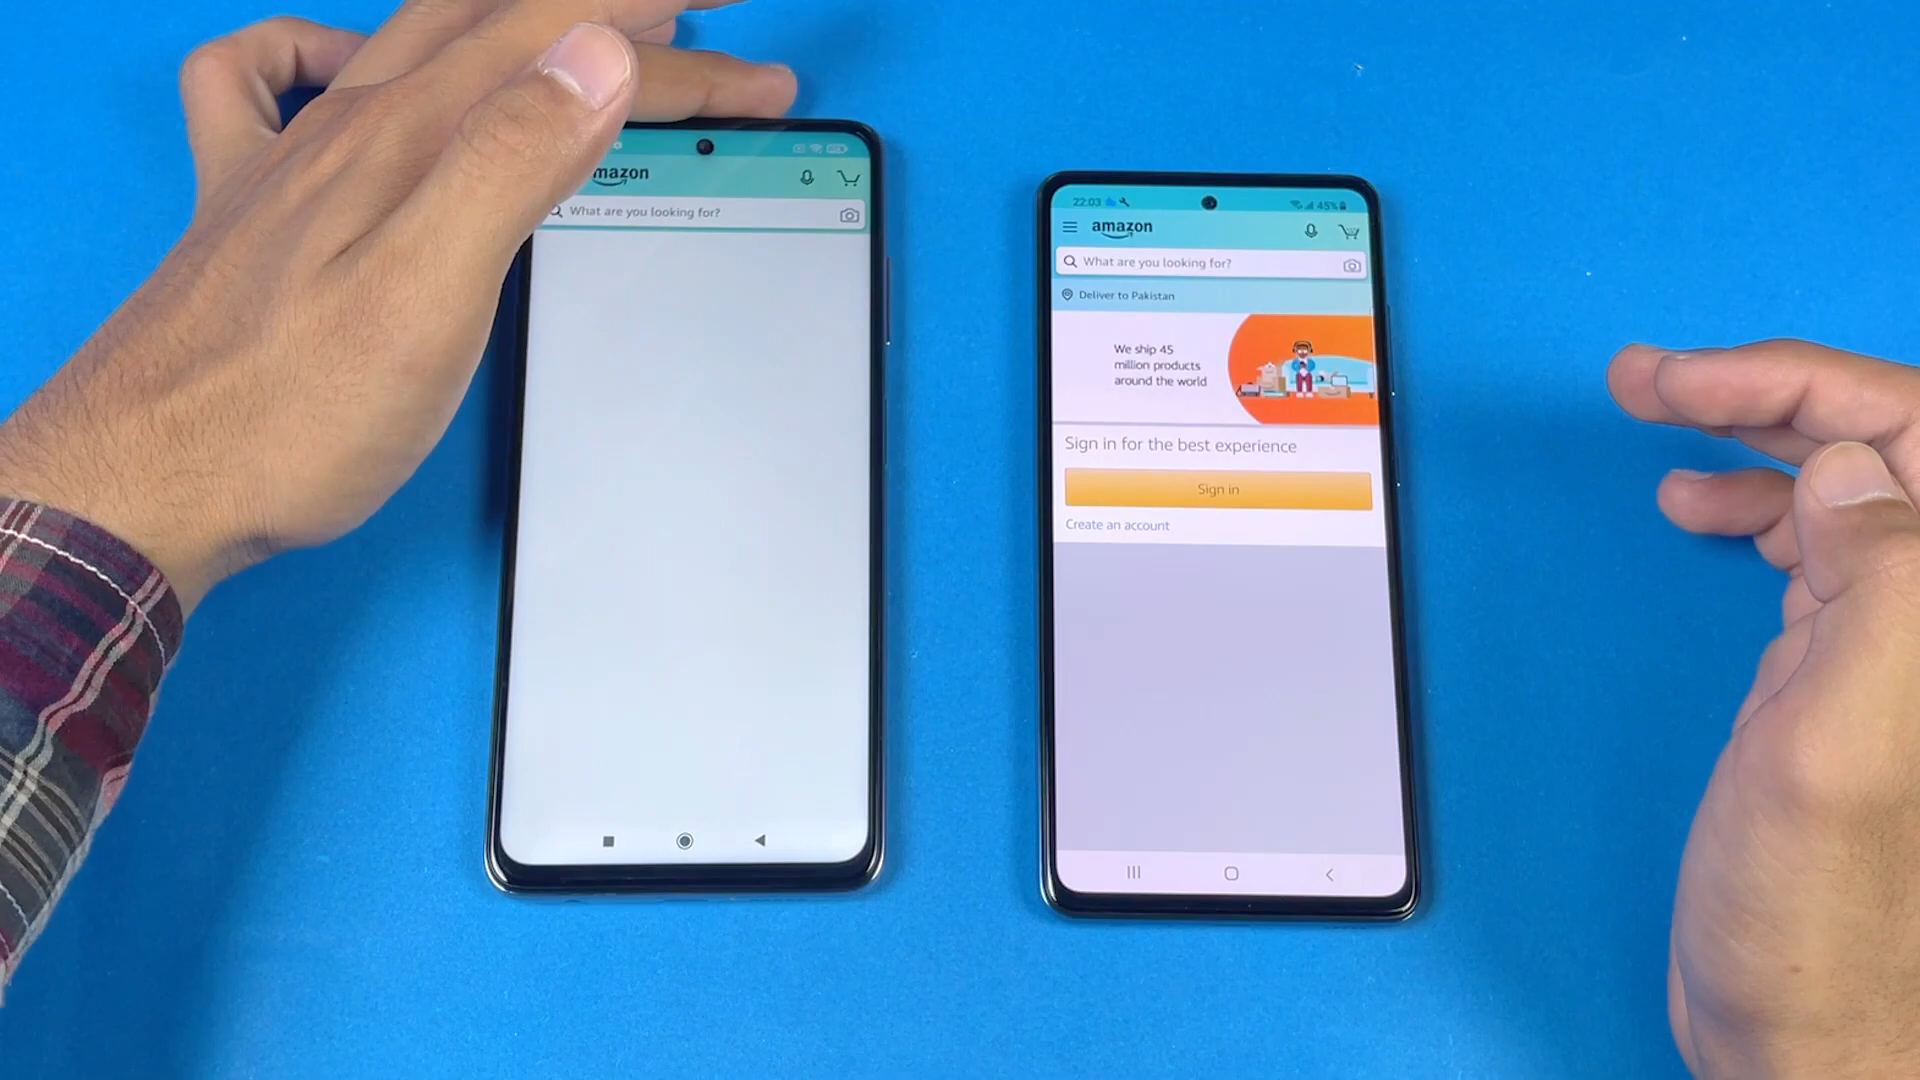 mazon
What are you looking for?
22:03
45%
amazon
What are you looking for?
Deliver to Pakistan
We ship 45
million products
around the world
Sign in for the best experience
Sign in
Create an account